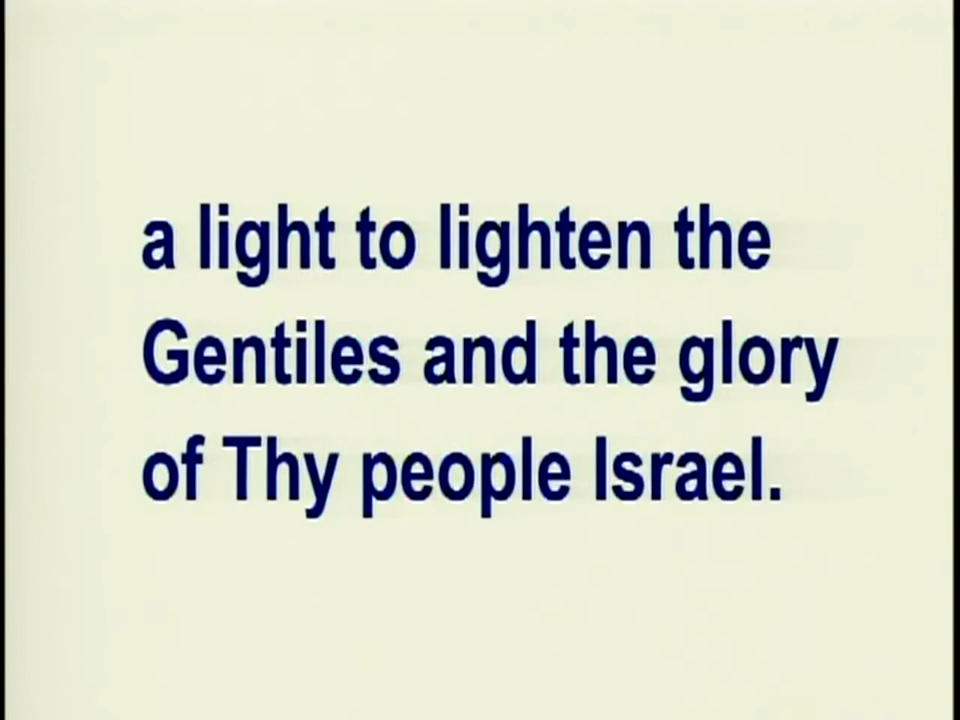 a light to lighten the
Gentiles and the glory
of Thy people Israel.